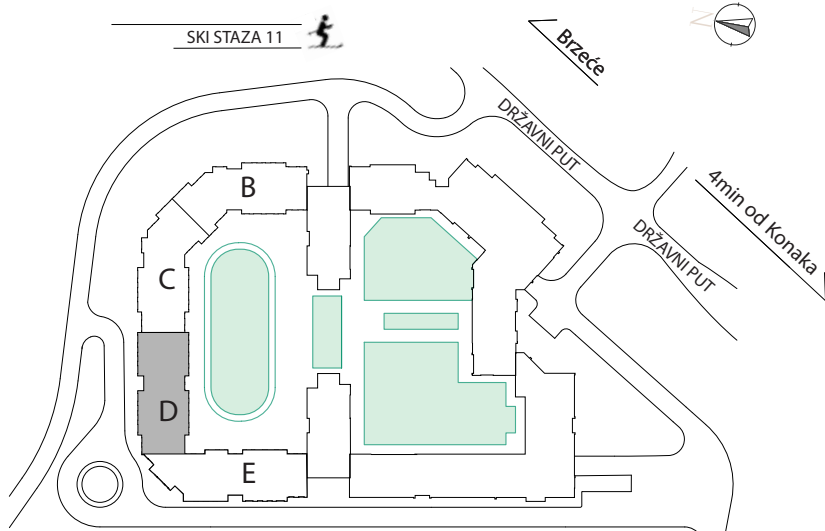 SKI STAZA 11
Brzeće
N
DRŽAVNI PUT
4min od Konaka
DRŽAVNI PUT
B
C
D
E